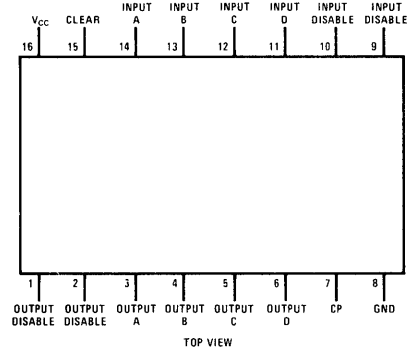 V_CC CLEAR INPUT A INPUT B INPUT C INPUT D INPUT DISABLE INPUT DISABLE
16 15 14 13 12 11 10 9
1 2 3 4 5 6 7 8
OUTPUT DISABLE OUTPUT DISABLE OUTPUT A OUTPUT B OUTPUT C OUTPUT D CP GND
TOP VIEW